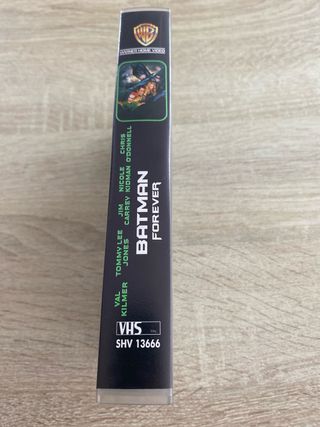 WB
WARNER HOME VIDEO
VAL KILMER
TOMMY LEE JONES
JIM CARREY
NICOLE KIDMAN
CHRIS O'DONNELL
BATMAN
FOREVER
VHS
SHV 13666